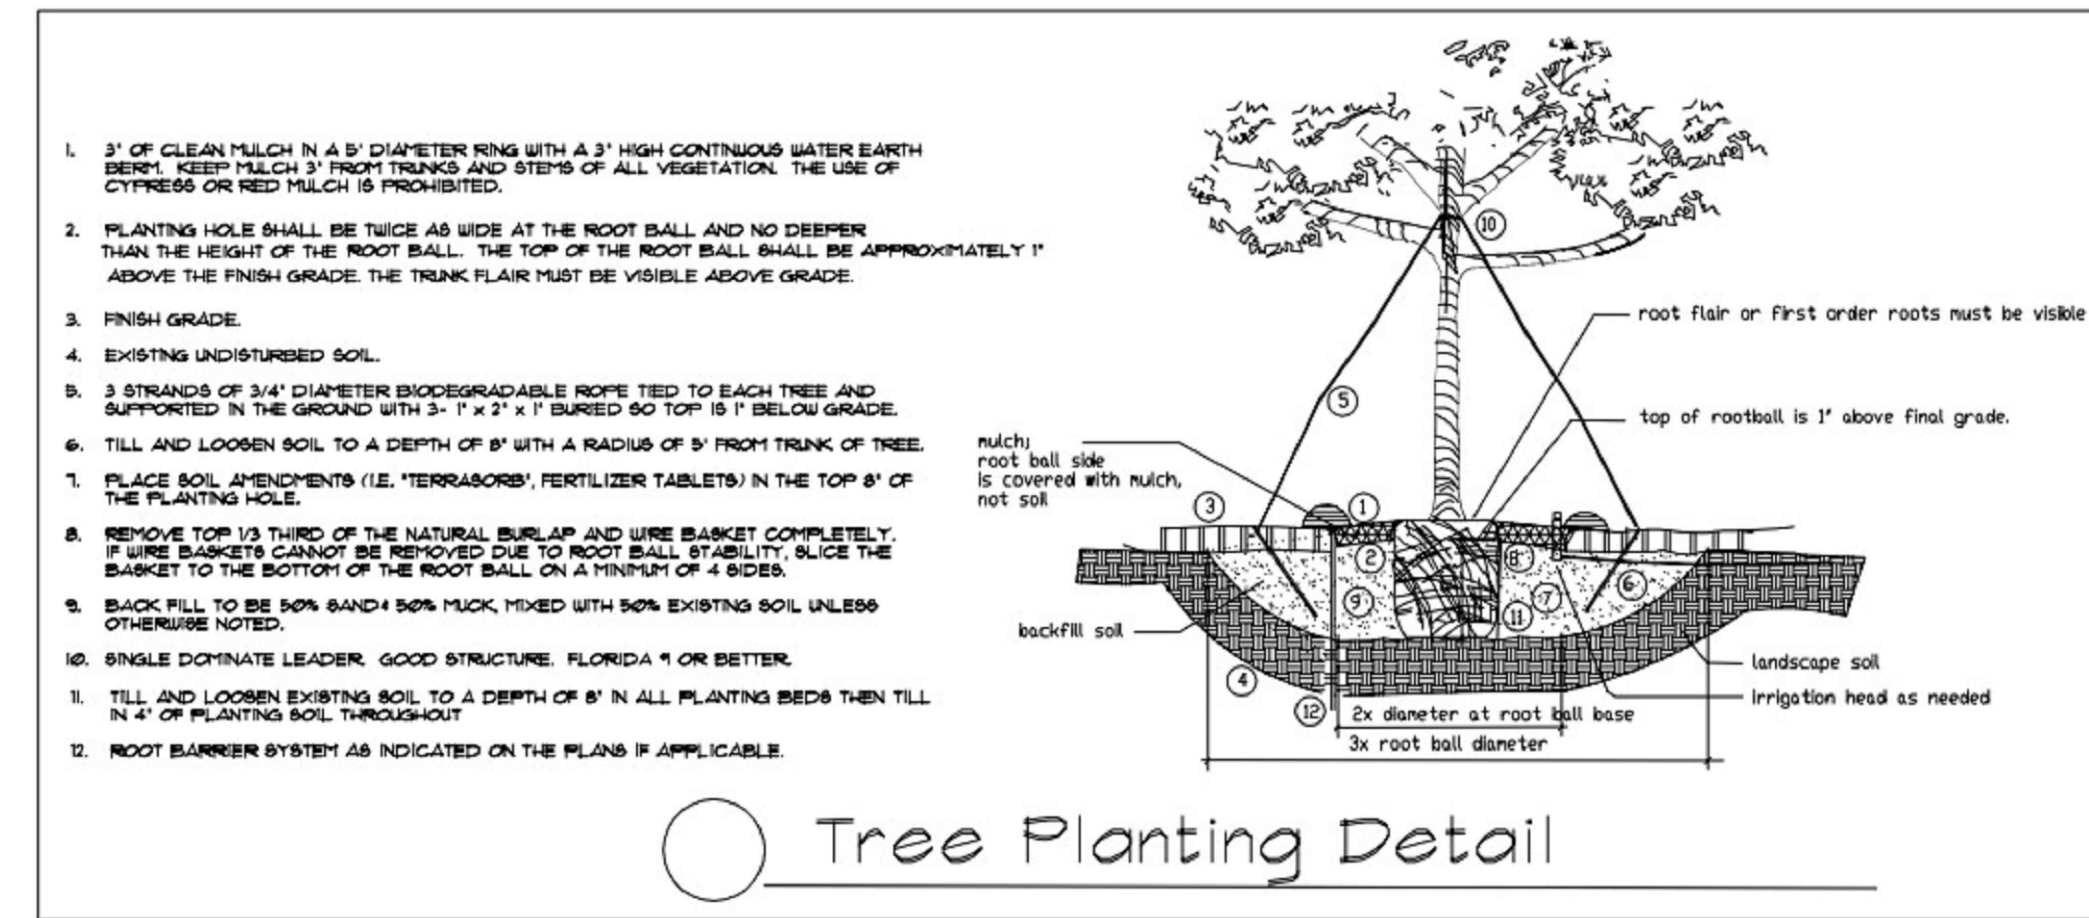 1. 3" OF CLEAN MULCH IN A 5' DIAMETER RING WITH A 3" HIGH CONTINUOUS WATER EARTH
BERM. KEEP MULCH 3" FROM TRUNKS AND STEMS OF ALL VEGETATION. THE USE OF
CYPRESS OR RED MULCH IS PROHIBITED.
2. PLANTING HOLE SHALL BE TWICE AS WIDE AT THE ROOT BALL AND NO DEEPER
THAN THE HEIGHT OF THE ROOT BALL. THE TOP OF THE ROOT BALL SHALL BE APPROXIMATELY 1"
ABOVE THE FINISH GRADE. THE TRUNK FLAIR MUST BE VISIBLE ABOVE GRADE.
3. FINISH GRADE.
4. EXISTING UNDISTURBED SOIL.
5. 3 STRANDS OF 3/4" DIAMETER BIODEGRADABLE ROPE TIED TO EACH TREE AND
SUPPORTED IN THE GROUND WITH 3- 1" x 2" x 1' BURIED SO TOP IS 1" BELOW GRADE.
6. TILL AND LOOSEN SOIL TO A DEPTH OF 8" WITH A RADIUS OF 5' FROM TRUNK OF TREE.
7. PLACE SOIL AMENDMENTS (I.E. "TERRASORB", FERTILIZER TABLETS) IN THE TOP 8" OF
THE PLANTING HOLE.
8. REMOVE TOP 1/3 THIRD OF THE NATURAL BURLAP AND WIRE BASKET COMPLETELY.
IF WIRE BASKETS CANNOT BE REMOVED DUE TO ROOT BALL STABILITY, SLICE THE
BASKET TO THE BOTTOM OF THE ROOT BALL ON A MINIMUM OF 4 SIDES.
9. BACK FILL TO BE 50% SAND & 50% MUCK, MIXED WITH 50% EXISTING SOIL UNLESS
OTHERWISE NOTED.
10. SINGLE DOMINATE LEADER. GOOD STRUCTURE. FLORIDA #1 OR BETTER.
11. TILL AND LOOSEN EXISTING SOIL TO A DEPTH OF 8" IN ALL PLANTING BEDS THEN TILL
IN 4" OF PLANTING SOIL THROUGHOUT
12. ROOT BARRIER SYSTEM AS INDICATED ON THE PLANS IF APPLICABLE.
10
root flair or first order roots must be visible
5
top of rootball is 1" above final grade.
mulch;
root ball side
is covered with mulch,
not soil
3
1
2
8
6
9
7
11
backfill soil
landscape soil
4
irrigation head as needed
12
2x diameter at root ball base
3x root ball diameter
Tree Planting Detail